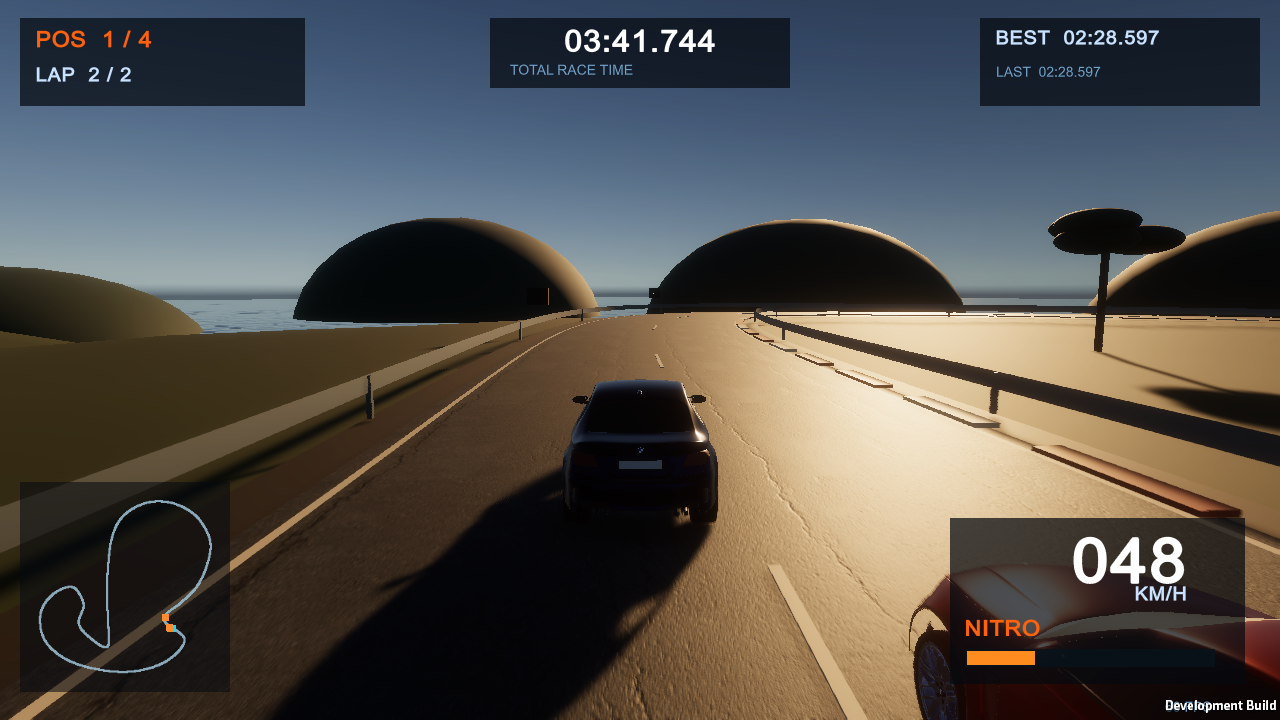 POS 1 / 4
LAP 2 / 2
03:41.744
TOTAL RACE TIME
BEST 02:28.597
LAST 02:28.597
048
KM/H
NITRO
Development Build